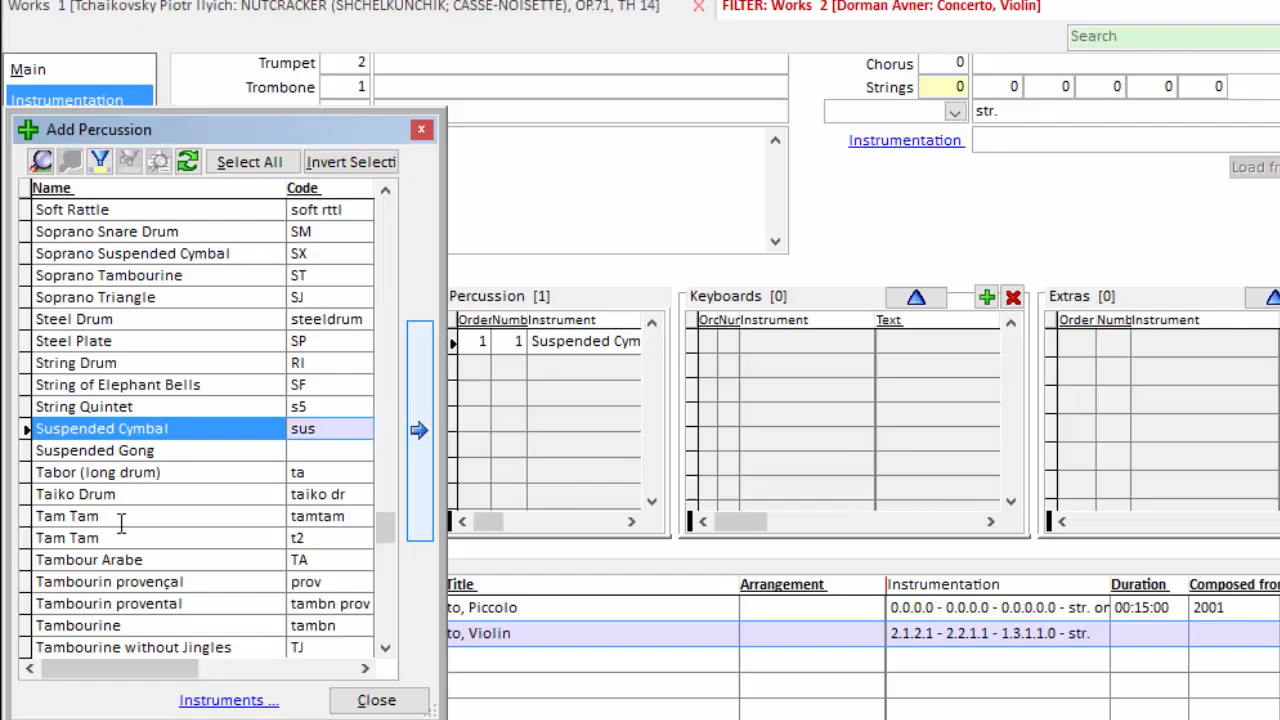 Works 1 [Tchaikovsky Piotr Ilyich: NUTCRACKER (SHCHELKUNCHIK; CASSE-NOISETTE), OP.71, TH 14]
FILTER: Works 2 [Dorman Avner: Concerto, Violin]
Search
Main
Instrumentation
Trumpet 2
Trombone 1
Chorus 0
Strings 0 0 0 0 0 0
str.
Instrumentation
Load fr
Add Percussion
Select All Invert Selecti
Name Code
Soft Rattle soft rttl
Soprano Snare Drum SM
Soprano Suspended Cymbal SX
Soprano Tambourine ST
Soprano Triangle SJ
Steel Drum steeldrum
Steel Plate SP
String Drum RI
String of Elephant Bells SF
String Quintet s5
Suspended Cymbal sus
Suspended Gong
Tabor (long drum) ta
Taiko Drum taiko dr
Tam Tam tamtam
Tam Tam t2
Tambour Arabe TA
Tambourin provençal prov
Tambourin provental tambn prov
Tambourine tambn
Tambourine without Jingles TJ
Instruments ... Close
Percussion [1]
Order Numb Instrument
1 1 Suspended Cym
Keyboards [0]
Orc Nur Instrument Text
Extras [0]
Order Numb Instrument
Title Arrangement Instrumentation Duration Composed fro
to, Piccolo 0.0.0.0 - 0.0.0.0 - 0.0.0.0.0 - str. or 00:15:00 2001
to, Violin 2.1.2.1 - 2.2.1.1 - 1.3.1.1.0 - str.